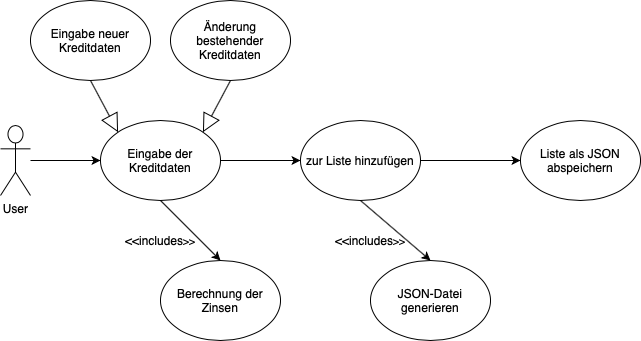 Eingabe neuer
Kreditdaten
Änderung
bestehender
Kreditdaten
User
Eingabe der
Kreditdaten
zur Liste hinzufügen
Liste als JSON
abspeichern
<<includes>>
<<includes>>
Berechnung der
Zinsen
JSON-Datei
generieren